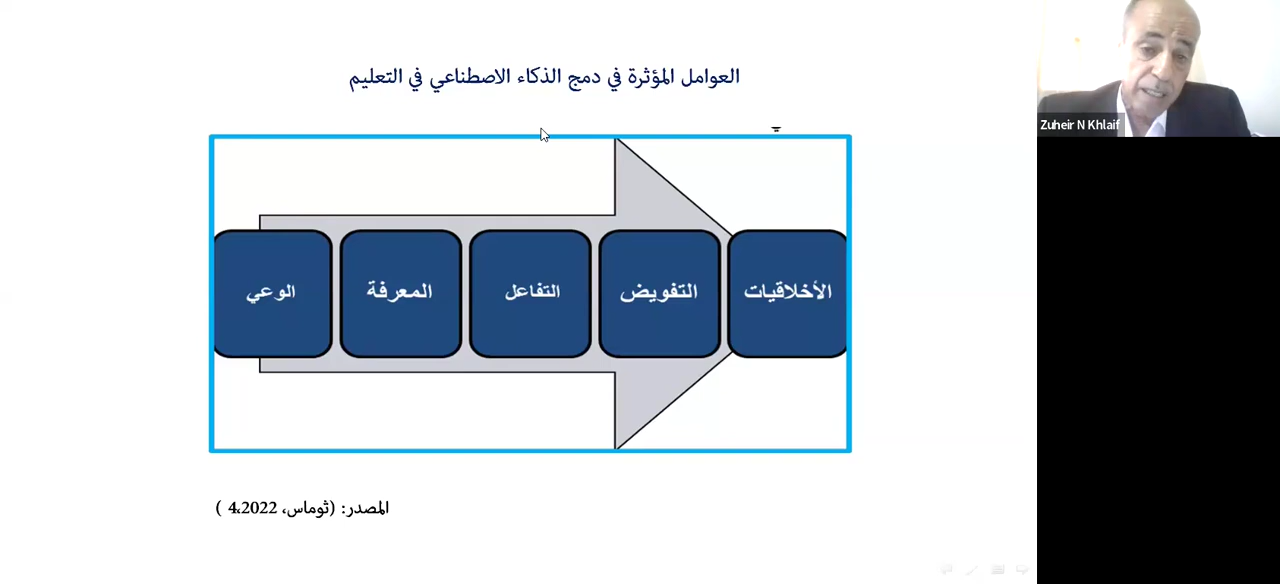 العوامل المؤثرة في دمج الذكاء الاصطناعي في التعليم
Zuheir N Khlaif
الأخلاقيات
التفويض
التفاعل
المعرفة
الوعي
المصدر: (ثوماس، 4،2022 )